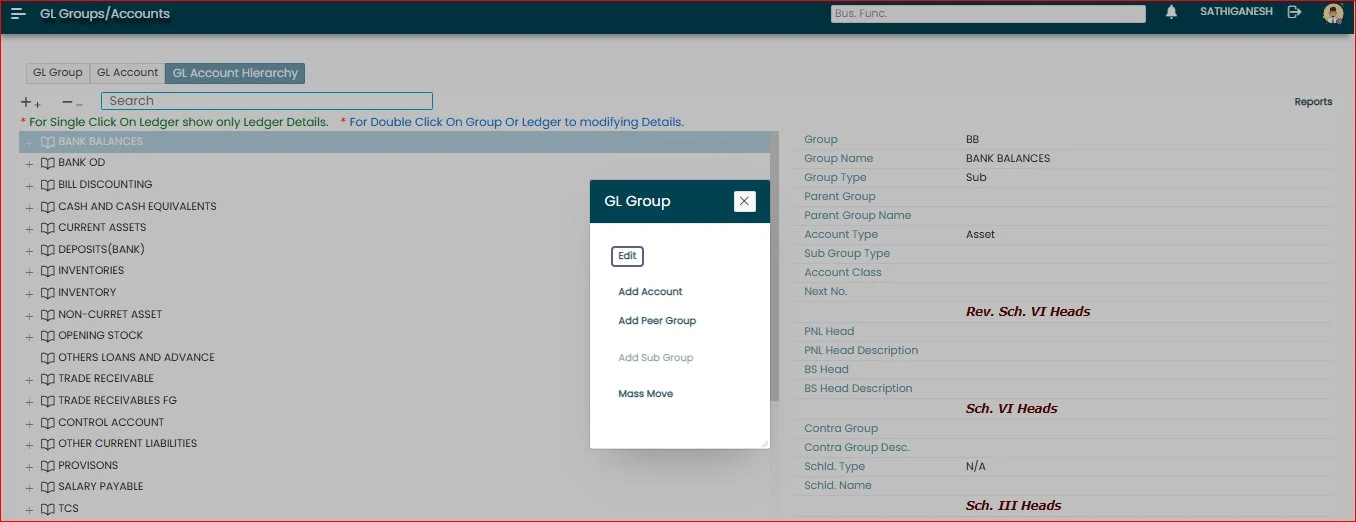 GL Groups/Accounts
Bus. Func.
SATHIGANESH
GL Group
GL Account
GL Account Hierarchy
Search
Reports
* For Single Click On Ledger show only Ledger Details. * For Double Click On Group Or Ledger to modifying Details.
BANK BALANCES
BANK OD
BILL DISCOUNTING
CASH AND CASH EQUIVALENTS
CURRENT ASSETS
DEPOSITS(BANK)
INVENTORIES
INVENTORY
NON-CURRET ASSET
OPENING STOCK
OTHERS LOANS AND ADVANCE
TRADE RECEIVABLE
TRADE RECEIVABLES FG
CONTROL ACCOUNT
OTHER CURRENT LIABILITIES
PROVISONS
SALARY PAYABLE
TCS
GL Group
Edit
Add Account
Add Peer Group
Add Sub Group
Mass Move
Group BB
Group Name BANK BALANCES
Group Type Sub
Parent Group
Parent Group Name
Account Type Asset
Sub Group Type
Account Class
Next No.
Rev. Sch. VI Heads
PNL Head
PNL Head Description
BS Head
BS Head Description
Sch. VI Heads
Contra Group
Contra Group Desc.
Schld. Type N/A
Schld. Name
Sch. III Heads